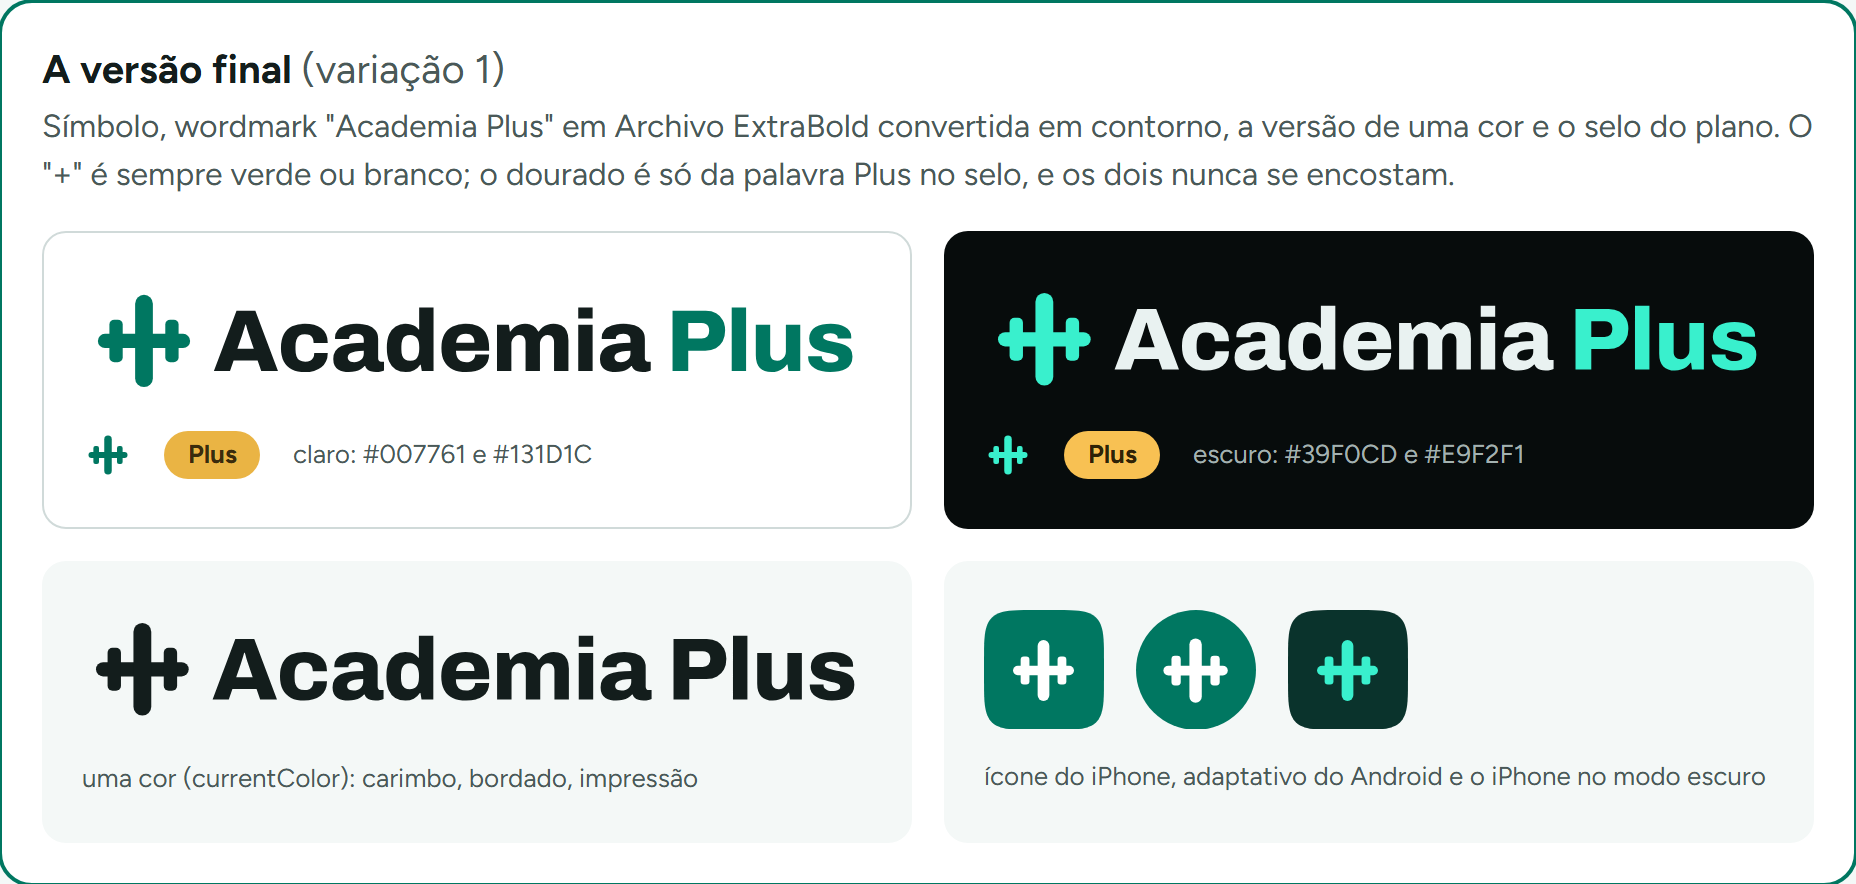 A versão final (variação 1)
Símbolo, wordmark "Academia Plus" em Archivo ExtraBold convertida em contorno, a versão de uma cor e o selo do plano. O
"+" é sempre verde ou branco; o dourado é só da palavra Plus no selo, e os dois nunca se encostam.
Academia Plus
Plus claro: #007761 e #131D1C
Academia Plus
Plus escuro: #39F0CD e #E9F2F1
Academia Plus
uma cor (currentColor): carimbo, bordado, impressão
ícone do iPhone, adaptativo do Android e o iPhone no modo escuro